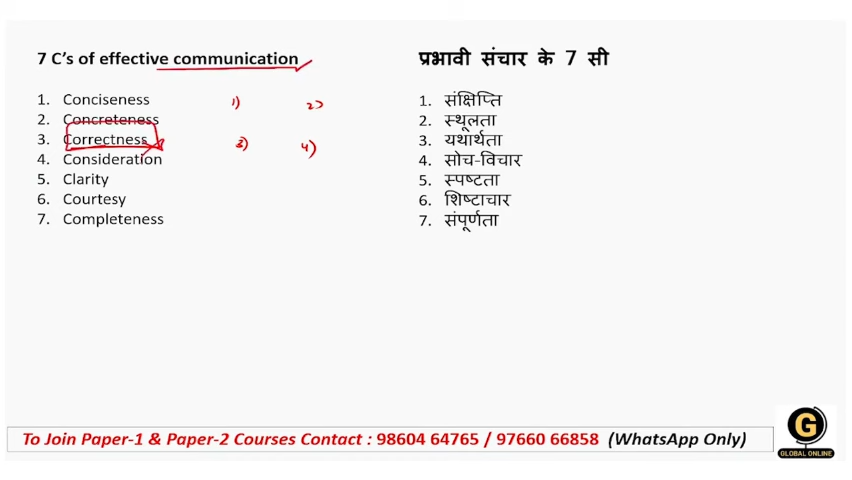 7 C's of effective communication
1. Conciseness
2. Concreteness
3. Correctness
4. Consideration
5. Clarity
6. Courtesy
7. Completeness
1) 2)
3) 4)
प्रभावी संचार के 7 सी
1. संक्षिप्ति
2. स्थूलता
3. यथार्थता
4. सोच-विचार
5. स्पष्टता
6. शिष्टाचार
7. संपूर्णता
To Join Paper-1 & Paper-2 Courses Contact : 98604 64765 / 97660 66858 (WhatsApp Only)
G
GLOBAL ONLINE